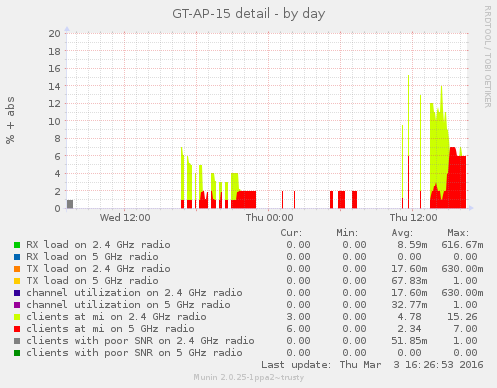 GT-AP-15 detail - by day
RRDTOOL / TOBI OETIKER
% + abs
20
18
16
14
12
10
8
6
4
2
0
Wed 12:00 Thu 00:00 Thu 12:00
Cur: Min: Avg: Max:
RX load on 2.4 GHz radio 0.00 0.00 8.59m 616.67m
RX load on 5 GHz radio 0.00 0.00 0.00 0.00
TX load on 2.4 GHz radio 0.00 0.00 17.60m 630.00m
TX load on 5 GHz radio 0.00 0.00 67.83m 1.00
channel utilization on 2.4 GHz radio 0.00 0.00 17.60m 630.00m
channel utilization on 5 GHz radio 0.00 0.00 32.77m 1.00
clients at mi on 2.4 GHz radio 3.00 0.00 4.78 15.26
clients at mi on 5 GHz radio 6.00 0.00 2.34 7.00
clients with poor SNR on 2.4 GHz radio 0.00 0.00 51.85m 1.00
clients with poor SNR on 5 GHz radio 0.00 0.00 0.00 0.00
Last update: Thu Mar 3 16:26:53 2016
Munin 2.0.25-1ppa2~trusty